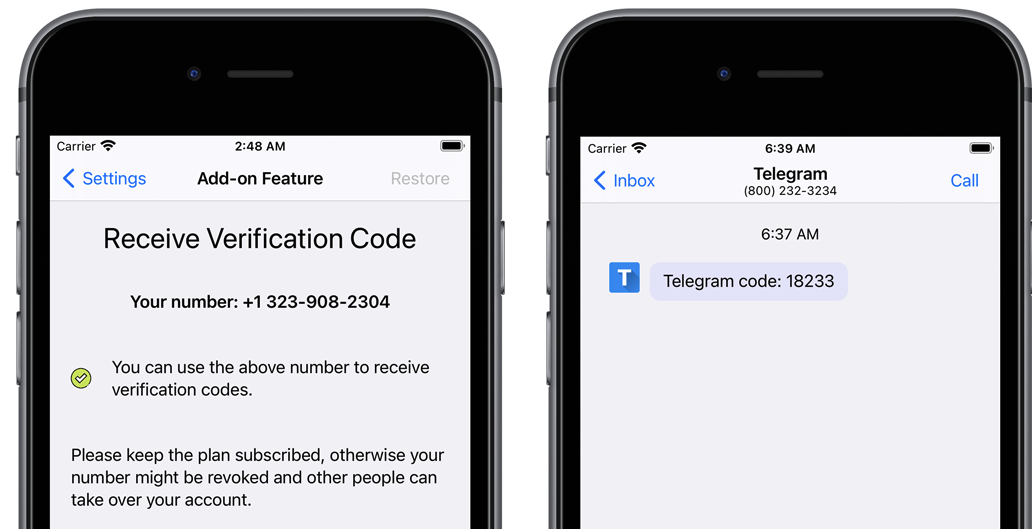 Carrier 2:48 AM
Settings Add-on Feature Restore
Receive Verification Code
Your number: +1 323-908-2304
You can use the above number to receive
verification codes.
Please keep the plan subscribed, otherwise your
number might be revoked and other people can
take over your account.
Carrier 6:39 AM
Inbox Telegram Call
(800) 232-3234
6:37 AM
T Telegram code: 18233